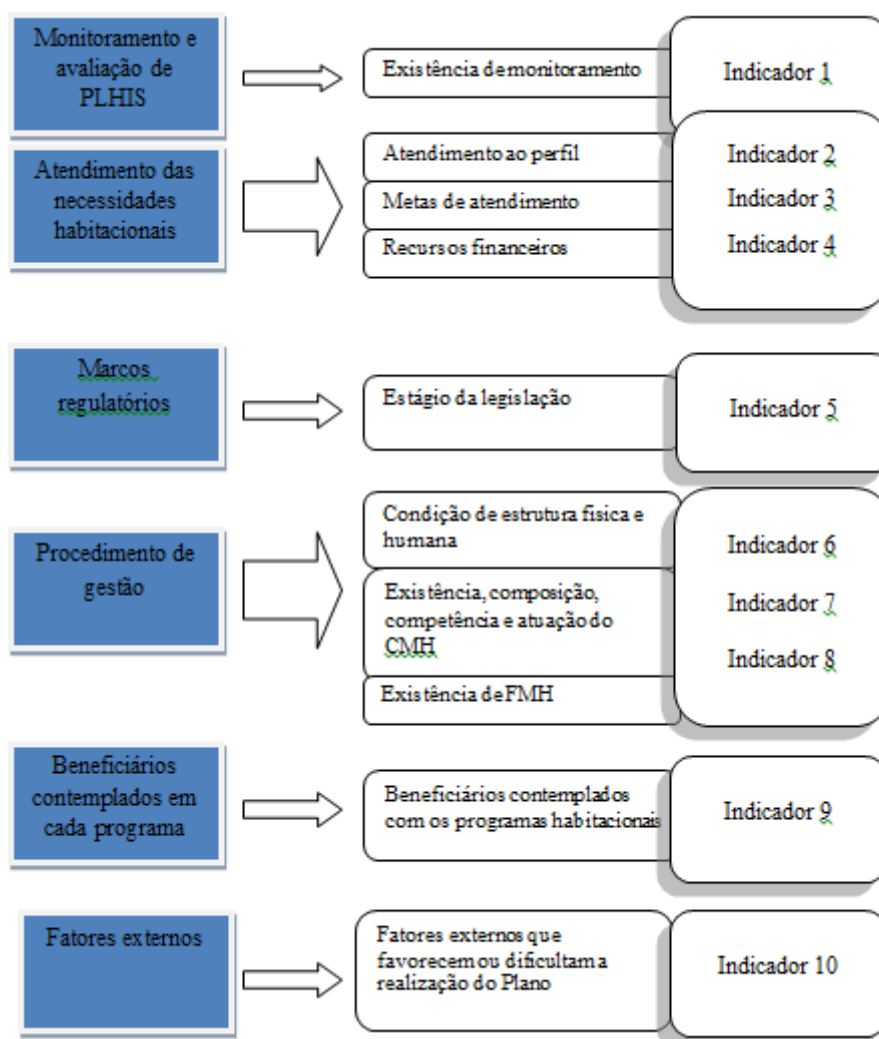 Monitoramento e
avaliação de
PLHIS
Existência de monitoramento
Indicador 1
Atendimento das
necessidades
habitacionais
Atendimento ao perfil
Metas de atendimento
Recursos financeiros
Indicador 2
Indicador 3
Indicador 4
Marcos
regulatórios
Estágio da legislação
Indicador 5
Procedimento de
gestão
Condição de estrutura fisica e
humana
Existência, composição,
competência e atuação do
CMH
Existência de FMH
Indicador 6
Indicador 7
Indicador 8
Beneficiários
contemplados em
cada programa
Beneficiários contemplados
com os programas habitacionais
Indicador 9
Fatores externos
Fatores externos que
favorecem ou dificultam a
realização do Plano
Indicador 10